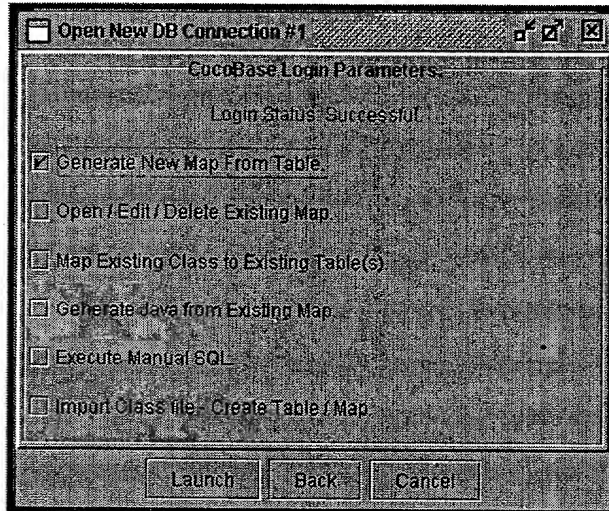 Open New DB Connection #1
CocoBase Login Parameters:
Login Status: Successful.
Generate New Map From Table.
Open / Edit / Delete Existing Map.
Map Existing Class to Existing Table(s)
Generate Java from Existing Map.
Execute Manual SQL.
Import Class file - Create Table / Map
Launch Back Cancel